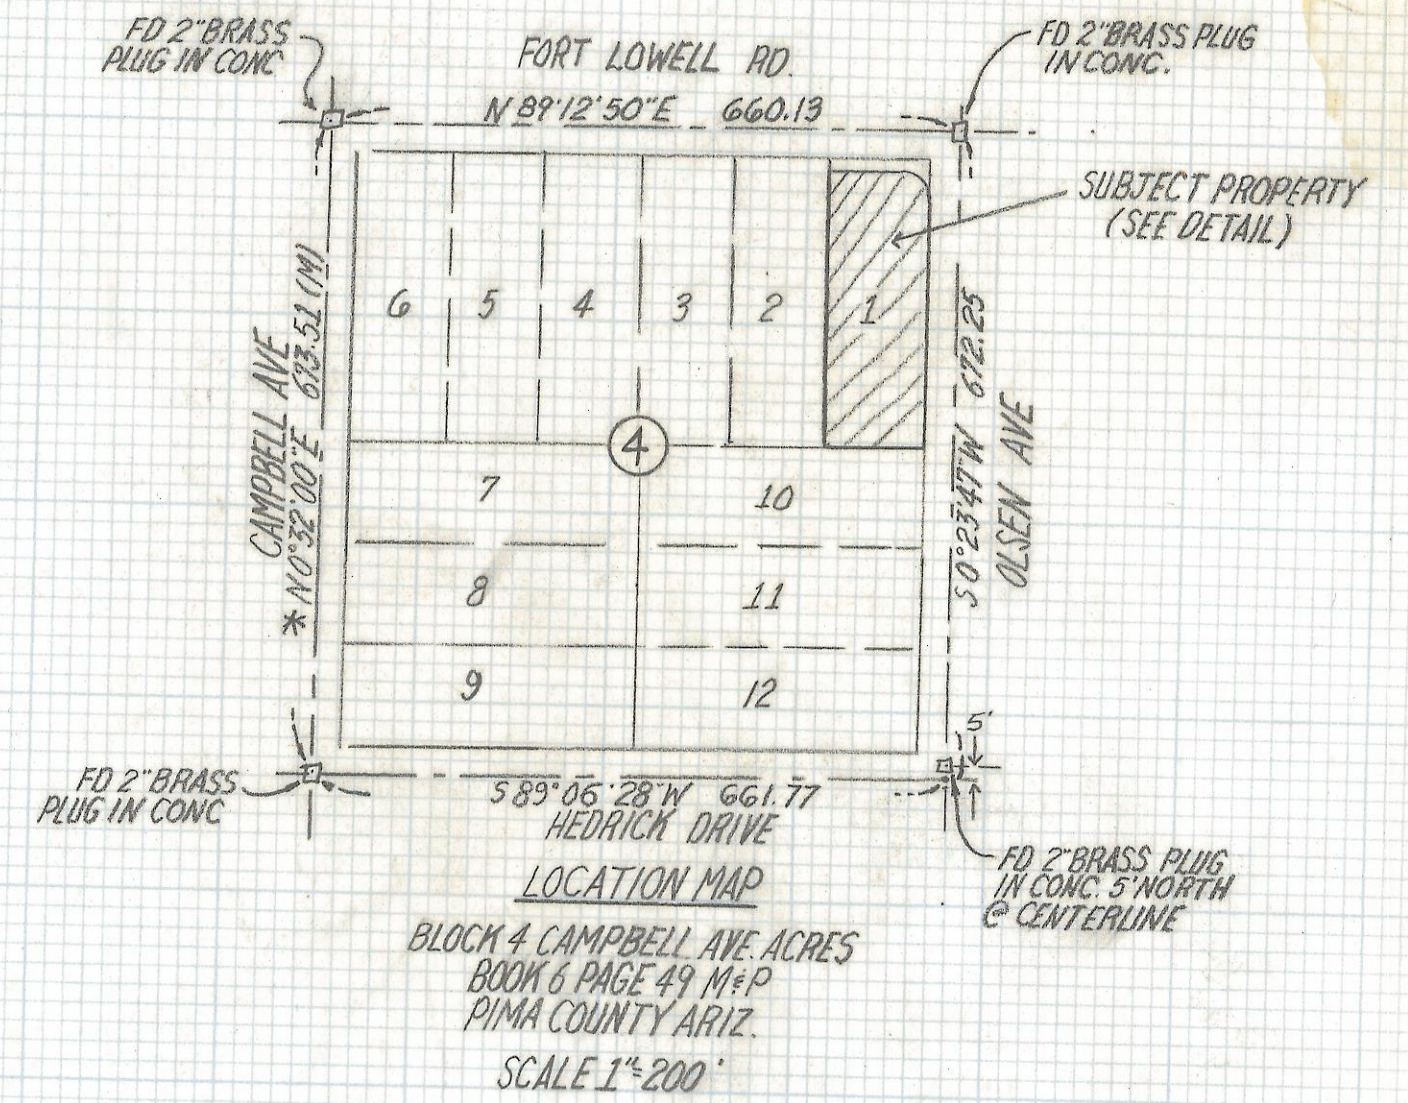 FD 2"BRASS
PLUG IN CONC
FORT LOWELL RD.
FD 2"BRASS PLUG
IN CONC.
N 89°12'50"E 660.13
SUBJECT PROPERTY
(SEE DETAIL)
6 5 4 3 2 1
CAMPBELL AVE
* N 0°32'00"E 673.51 (M)
S 0°23'47"W 672.25
OLSEN AVE
4
7 10
8 11
9 12
5'
FD 2"BRASS
PLUG IN CONC
S 89°06'28"W 661.77
HEDRICK DRIVE
FD 2"BRASS PLUG
IN CONC. 5'NORTH
@ CENTERLINE
LOCATION MAP
BLOCK 4 CAMPBELL AVE. ACRES
BOOK 6 PAGE 49 M&P
PIMA COUNTY ARIZ.
SCALE 1"=200'